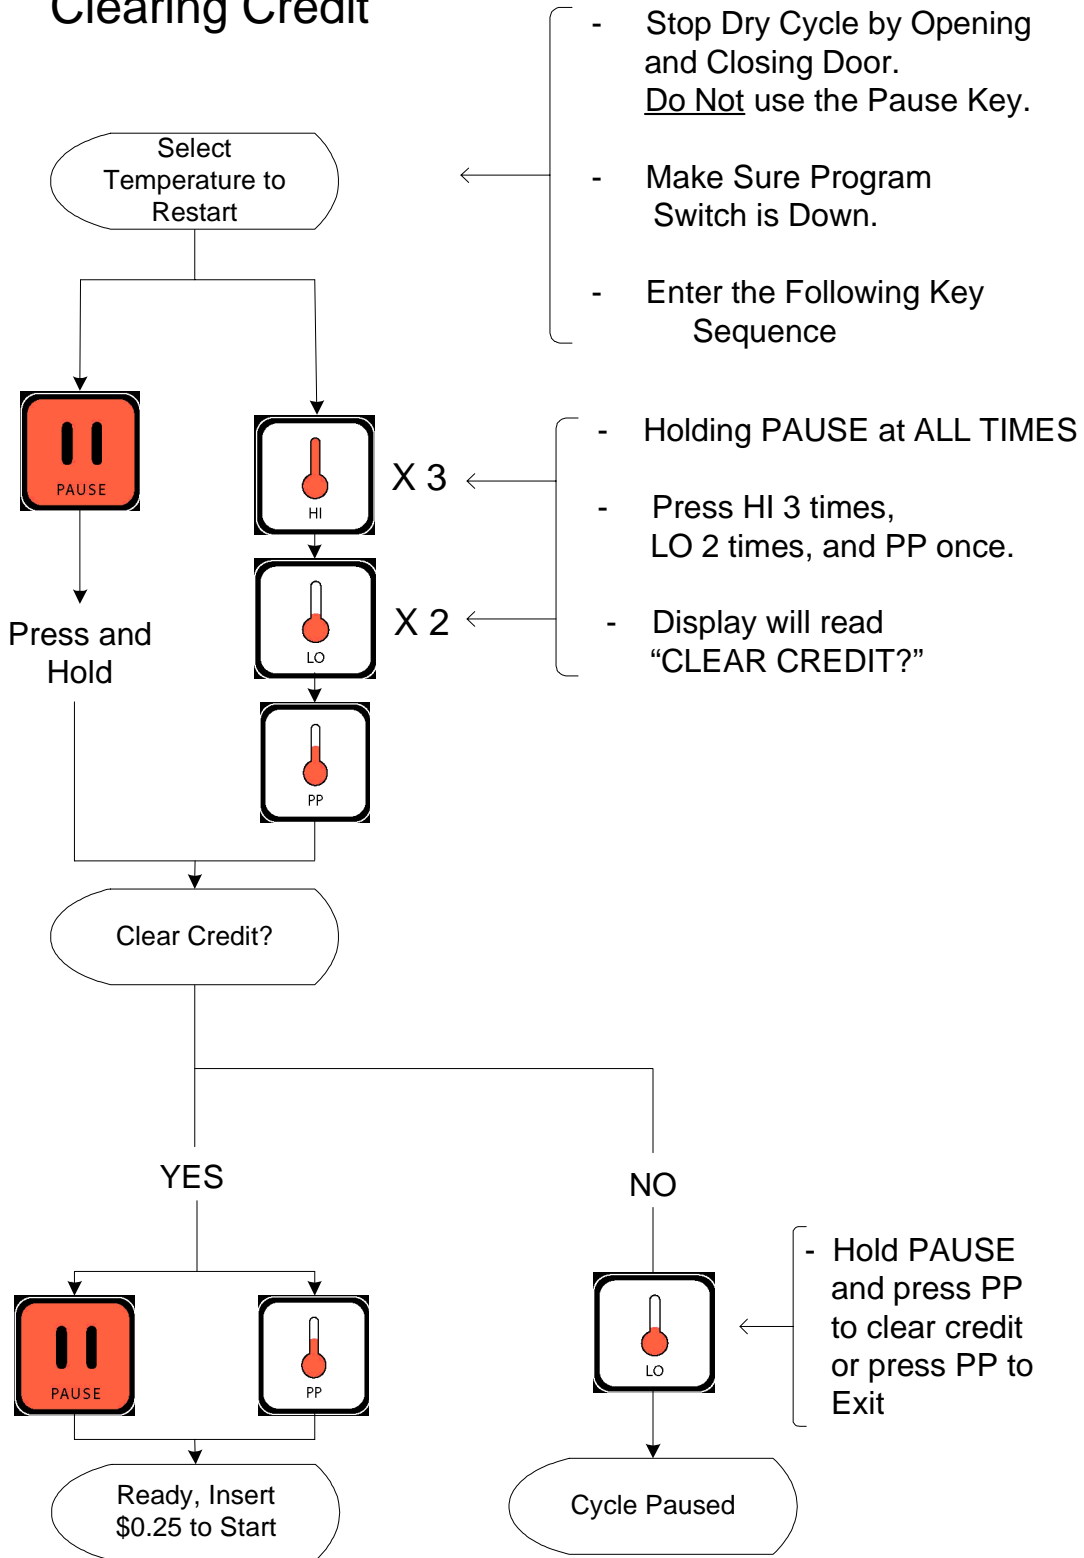 Clearing Credit
- Stop Dry Cycle by Opening
and Closing Door.
Do Not use the Pause Key.
- Make Sure Program
Switch is Down.
- Enter the Following Key
Sequence
Select
Temperature to
Restart
PAUSE
HI
X 3
- Holding PAUSE at ALL TIMES
- Press HI 3 times,
LO 2 times, and PP once.
- Display will read
“CLEAR CREDIT?”
Press and
Hold
LO
X 2
PP
Clear Credit?
YES
NO
PAUSE
PP
LO
- Hold PAUSE
and press PP
to clear credit
or press PP to
Exit
Ready, Insert
$0.25 to Start
Cycle Paused